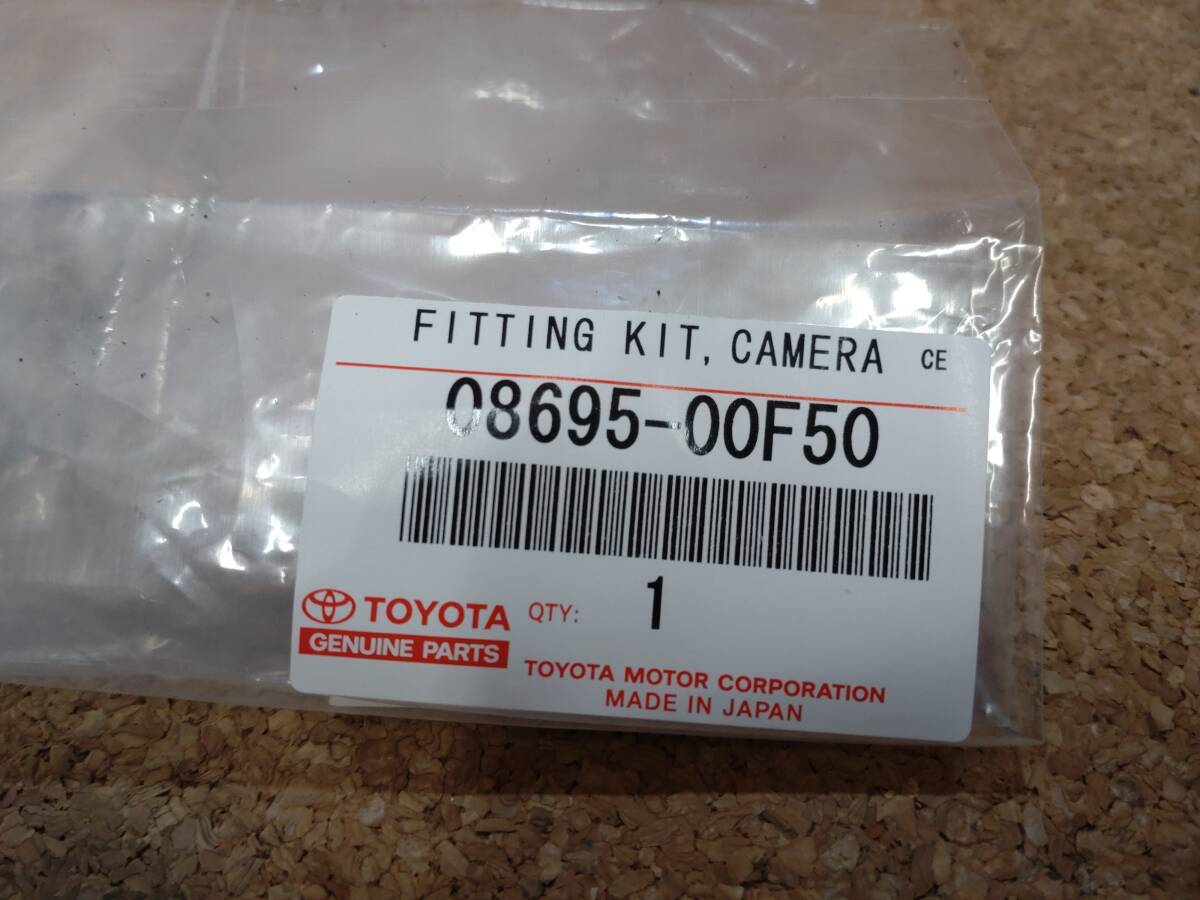 FITTING KIT, CAMERA CE
08695-00F50
TOYOTA QTY: 1
GENUINE PARTS
TOYOTA MOTOR CORPORATION
MADE IN JAPAN